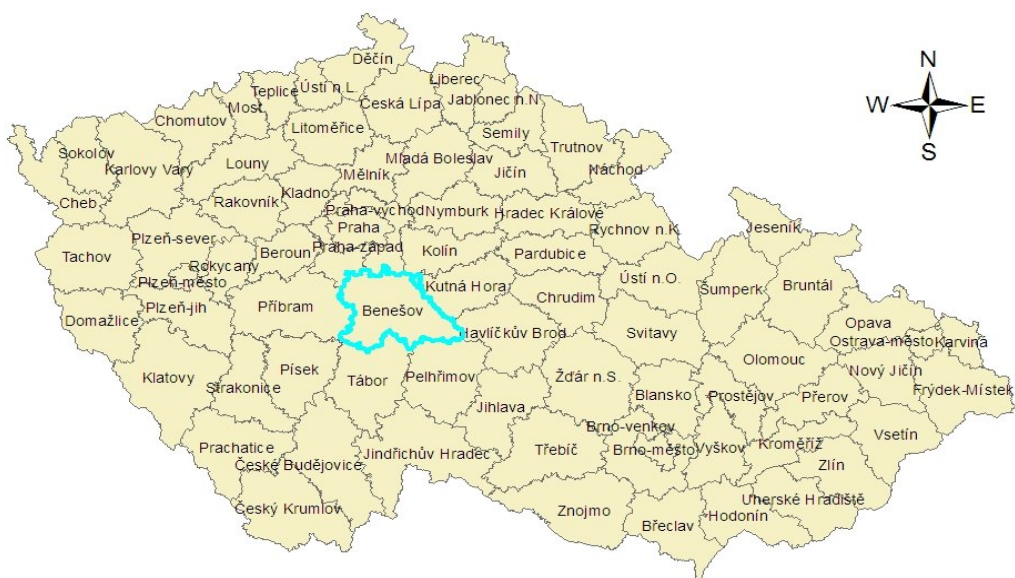 N
W E
S
Děčín
Liberec
Teplice Ústí n.L. Česká Lípa Jablonec n.N.
Most
Chomutov Litoměřice Semily
Trutnov
Sokolov Louny Mladá Boleslav
Karlovy Vary Mělník Jičín Náchod
Cheb Rakovník Kladno
Praha-východ Nymburk Hradec Králové
Praha Rychnov n.K. Jeseník
Plzeň-sever Beroun Praha-západ Kolín Pardubice
Tachov Rokycany
Plzeň-město Kutná Hora Ústí n.O. Šumperk Bruntál
Plzeň-jih Příbram Benešov Chrudim
Domažlice Havlíčkův Brod Svitavy Opava
Ostrava-město Karviná
Klatovy Písek Tábor Pelhřimov Žďár n.S. Olomouc Nový Jičín
Strakonice Jihlava Blansko Prostějov Přerov Frýdek-Místek
Brno-venkov Vsetín
Prachatice Jindřichův Hradec Třebíč Brno-město Vyškov Kroměříž
České Budějovice Zlín
Český Krumlov Znojmo Uherské Hradiště
Břeclav Hodonín